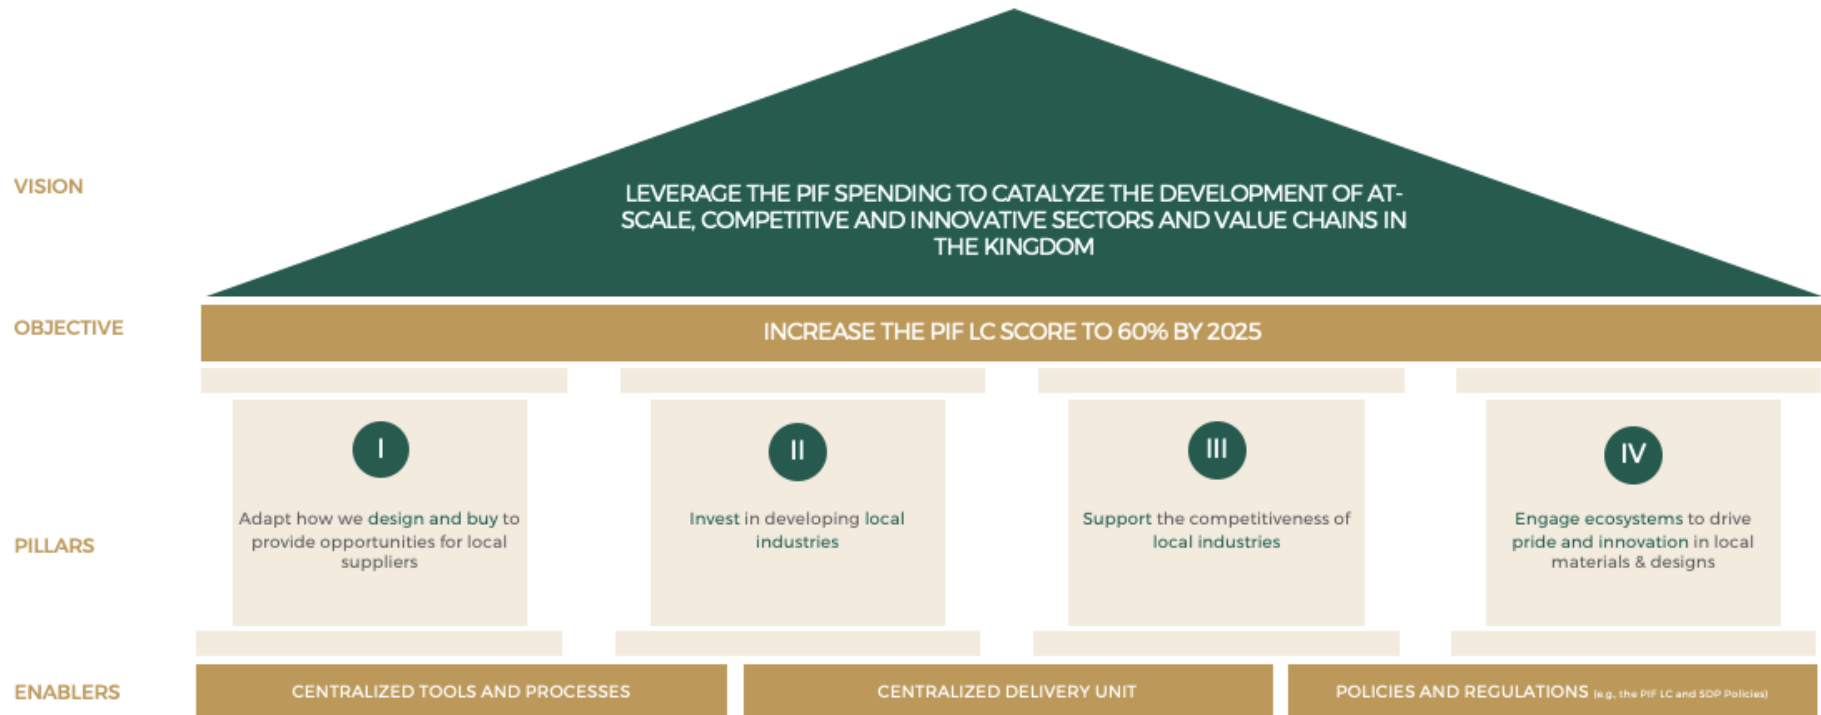 VISION
LEVERAGE THE PIF SPENDING TO CATALYZE THE DEVELOPMENT OF AT-
SCALE, COMPETITIVE AND INNOVATIVE SECTORS AND VALUE CHAINS IN
THE KINGDOM
OBJECTIVE
INCREASE THE PIF LC SCORE TO 60% BY 2025
PILLARS
I
Adapt how we design and buy to
provide opportunities for local
suppliers
II
Invest in developing local
industries
III
Support the competitiveness of
local industries
IV
Engage ecosystems to drive
pride and innovation in local
materials & designs
ENABLERS
CENTRALIZED TOOLS AND PROCESSES
CENTRALIZED DELIVERY UNIT
POLICIES AND REGULATIONS (e.g., the PIF LC and SDP Policies)